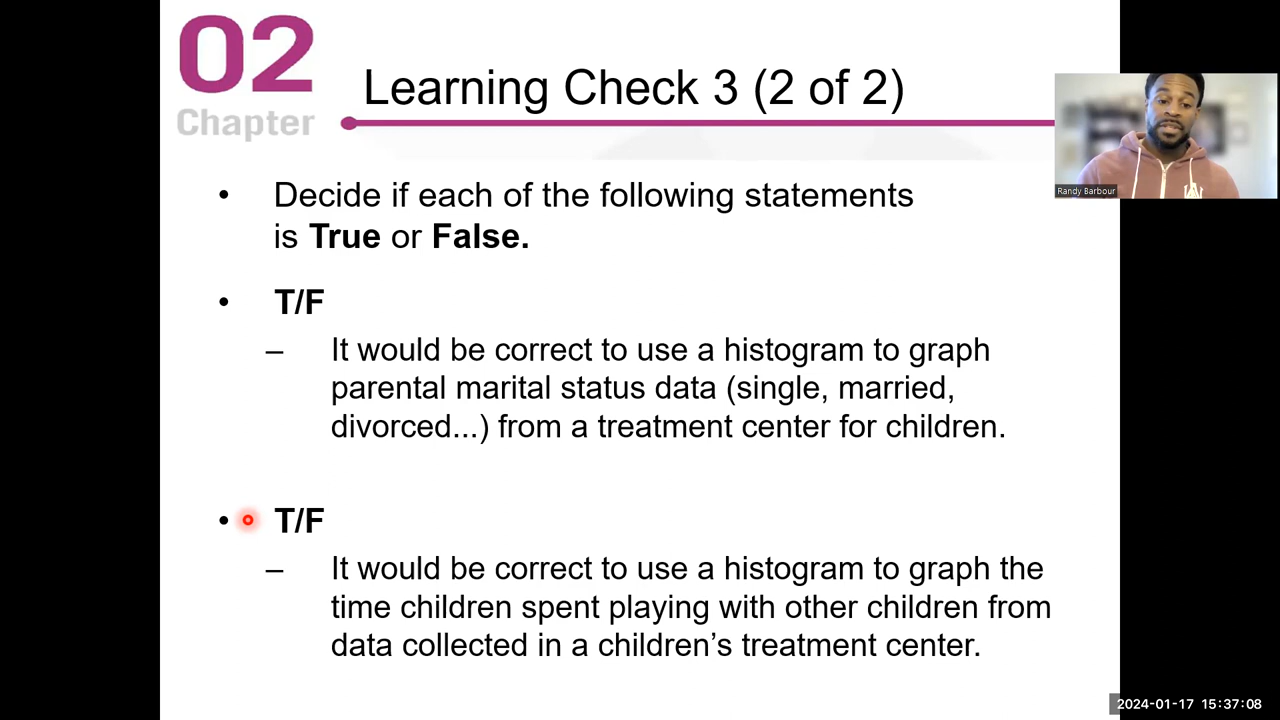 02
Chapter
Learning Check 3 (2 of 2)
Randy Barbour
• Decide if each of the following statements
is True or False.
• T/F
– It would be correct to use a histogram to graph
parental marital status data (single, married,
divorced...) from a treatment center for children.
• T/F
– It would be correct to use a histogram to graph the
time children spent playing with other children from
data collected in a children’s treatment center.
2024-01-17 15:37:08